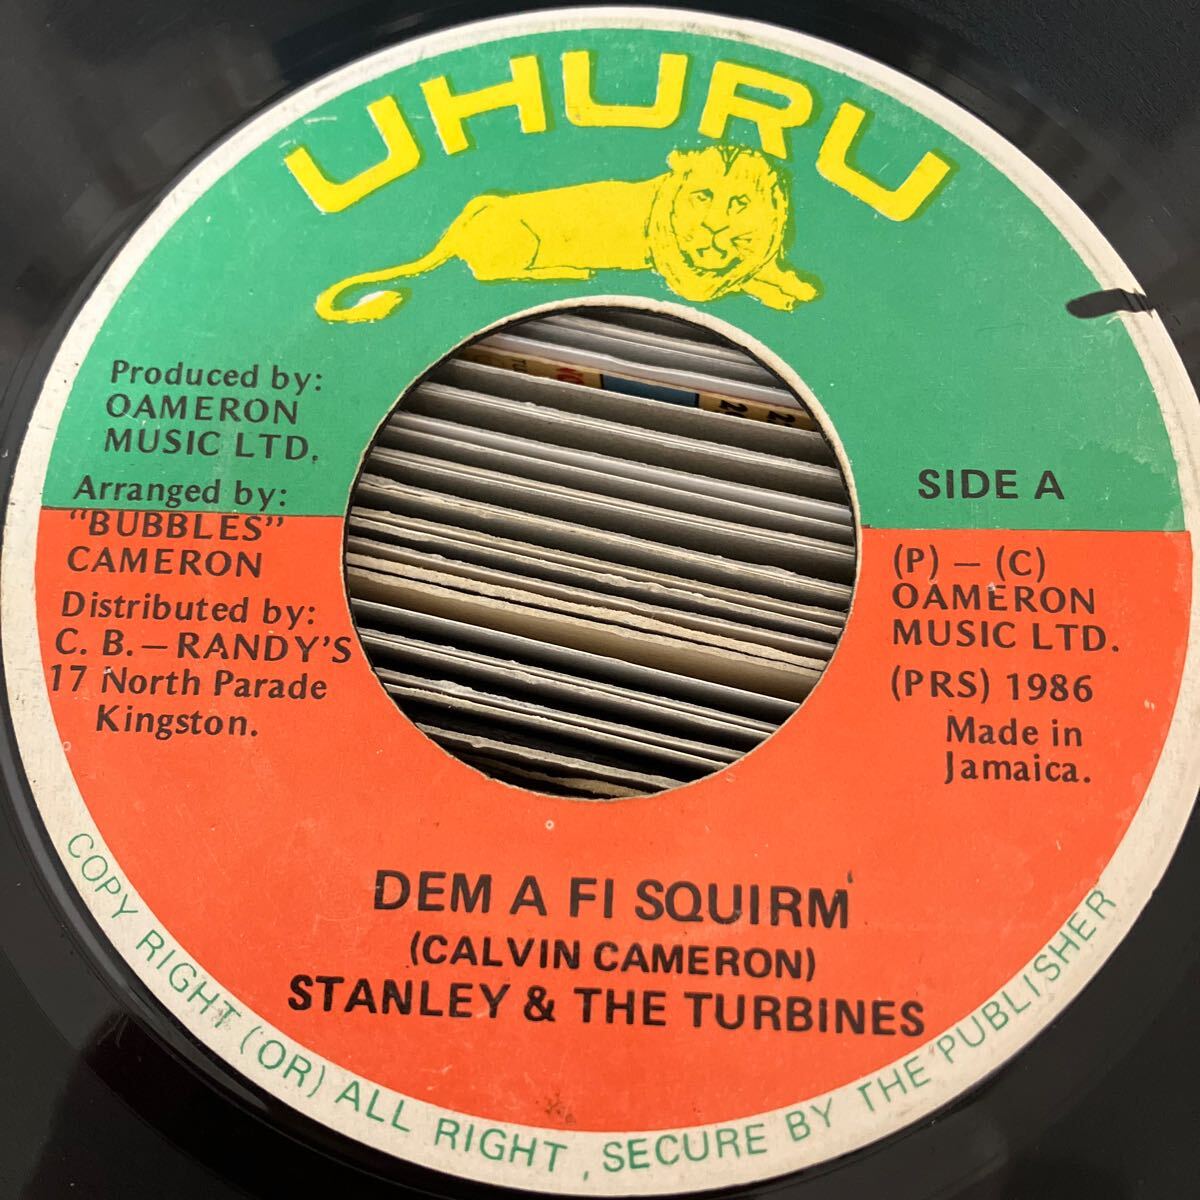 UHURU
Produced by:
OAMERON
MUSIC LTD.
Arranged by:
"BUBBLES"
CAMERON
Distributed by:
C. B. — RANDY'S
17 North Parade
Kingston.
SIDE A
(P) — (C)
OAMERON
MUSIC LTD.
(PRS) 1986
Made in
Jamaica.
DEM A FI SQUIRM
(CALVIN CAMERON)
STANLEY & THE TURBINES
COPY RIGHT (OR) ALL RIGHT , SECURE BY THE PUBLISHER